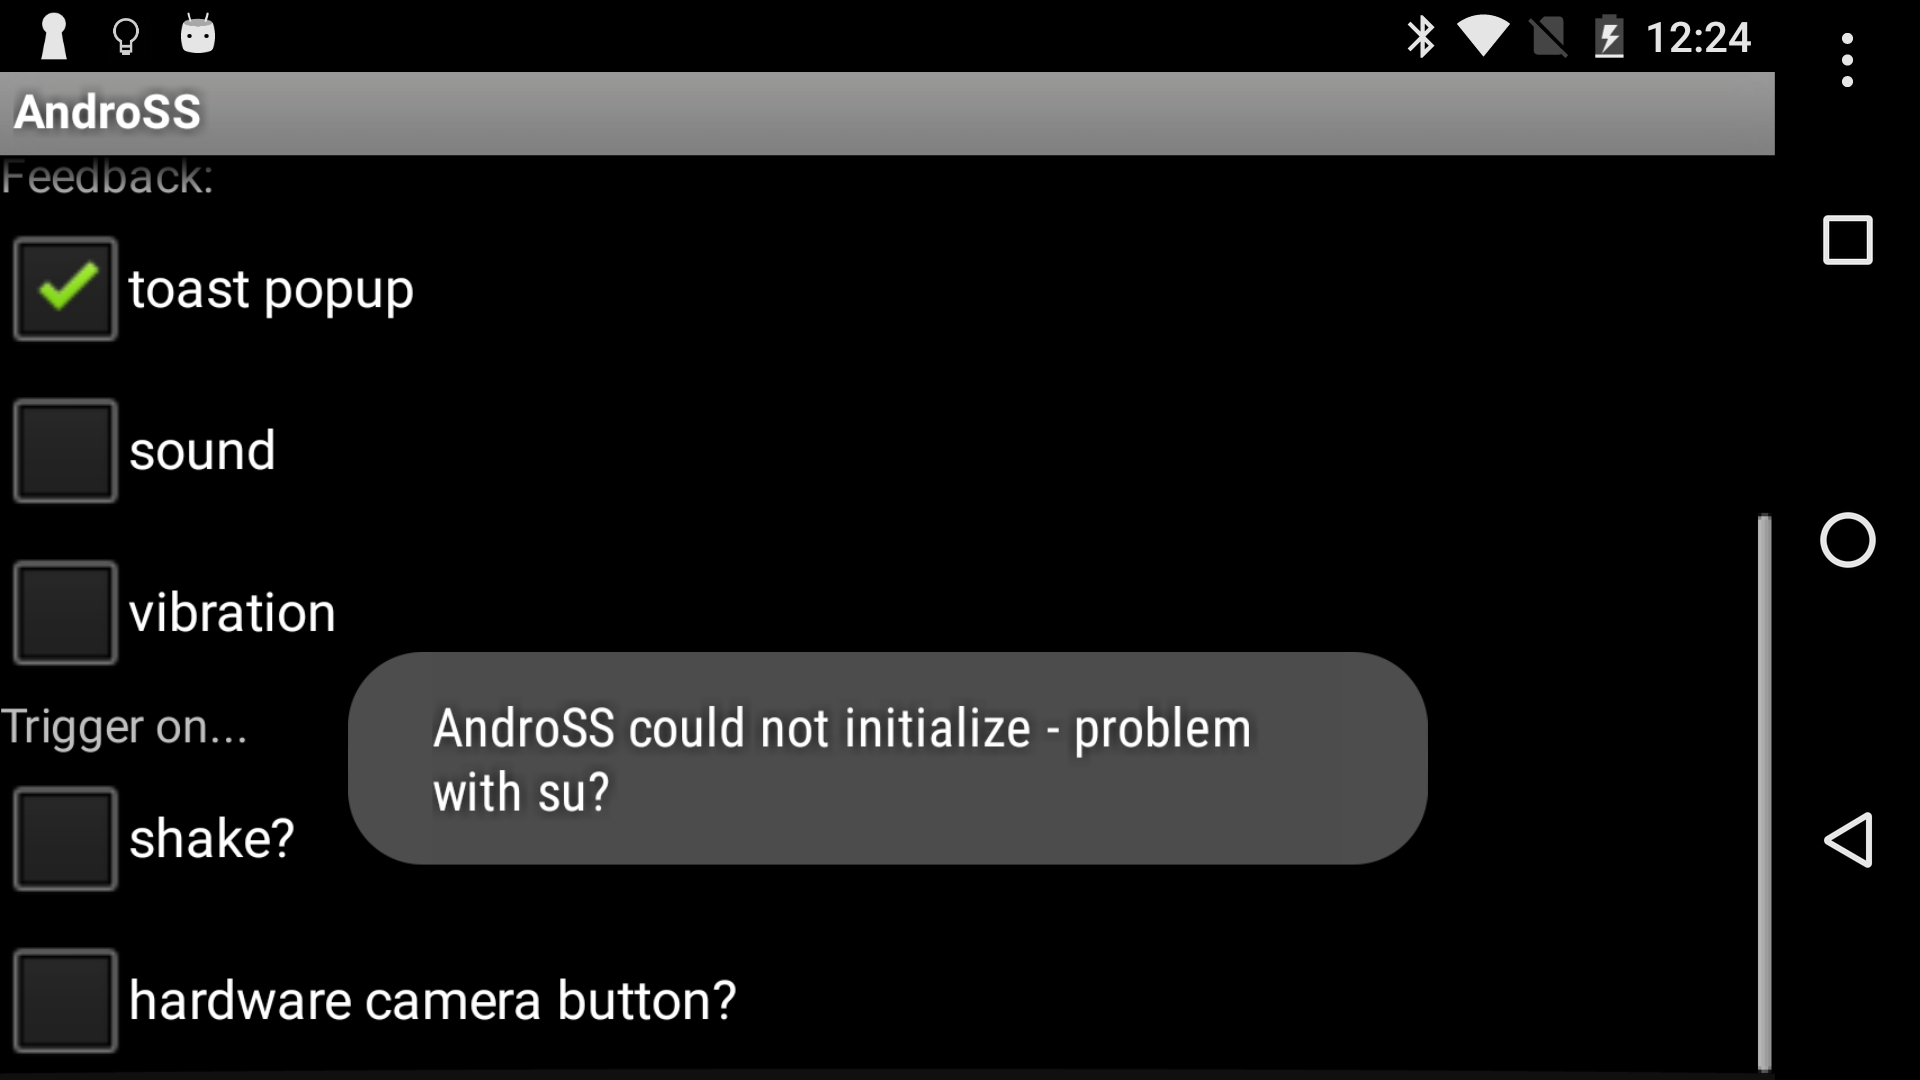 12:24
AndroSS
Feedback:
toast popup
sound
vibration
Trigger on...
AndroSS could not initialize - problem
with su?
shake?
hardware camera button?